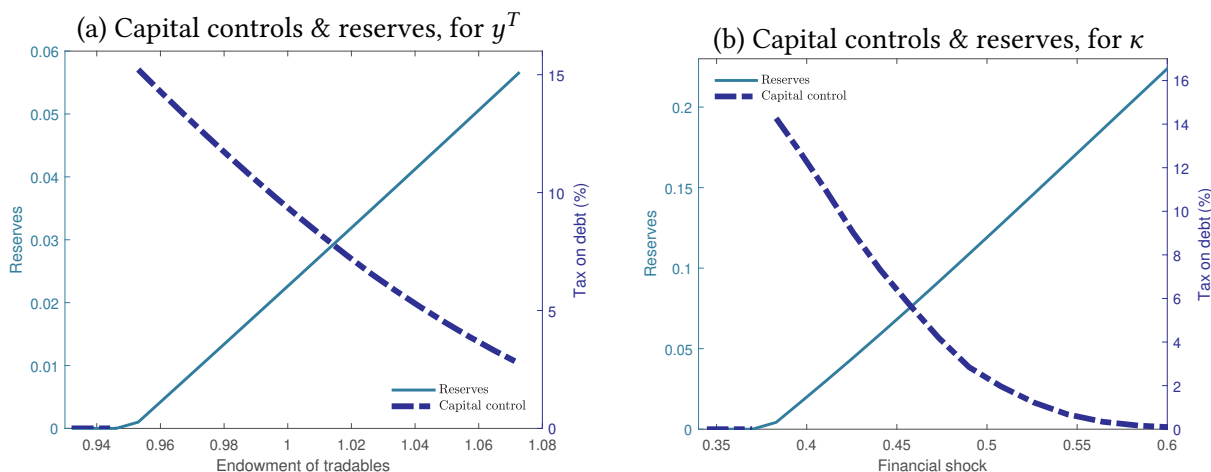 (a) Capital controls & reserves, for y^T
0.06
0.05
0.04
0.03
0.02
0.01
0
Reserves
15
10
5
0
Tax on debt (%)
Reserves
Capital control
0.94 0.96 0.98 1 1.02 1.04 1.06 1.08
Endowment of tradables
(b) Capital controls & reserves, for κ
Reserves
Capital control
0.2
0.15
0.1
0.05
0
Reserves
16
14
12
10
8
6
4
2
0
Tax on debt (%)
0.35 0.4 0.45 0.5 0.55 0.6
Financial shock